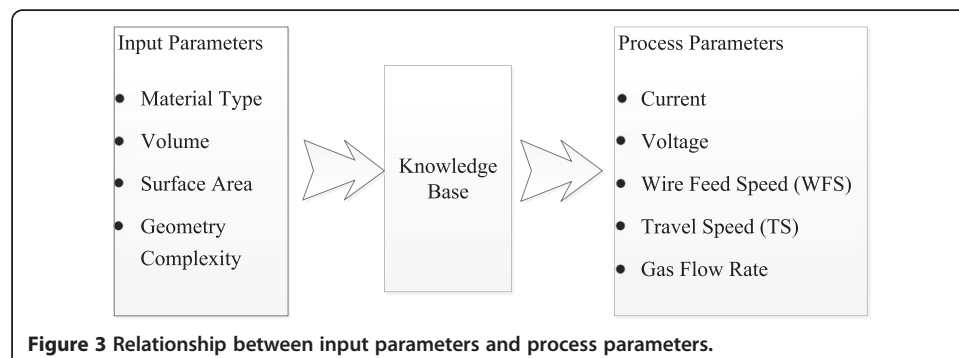 Input Parameters
● Material Type
● Volume
● Surface Area
● Geometry
Complexity
Knowledge
Base
Process Parameters
● Current
● Voltage
● Wire Feed Speed (WFS)
● Travel Speed (TS)
● Gas Flow Rate
Figure 3 Relationship between input parameters and process parameters.